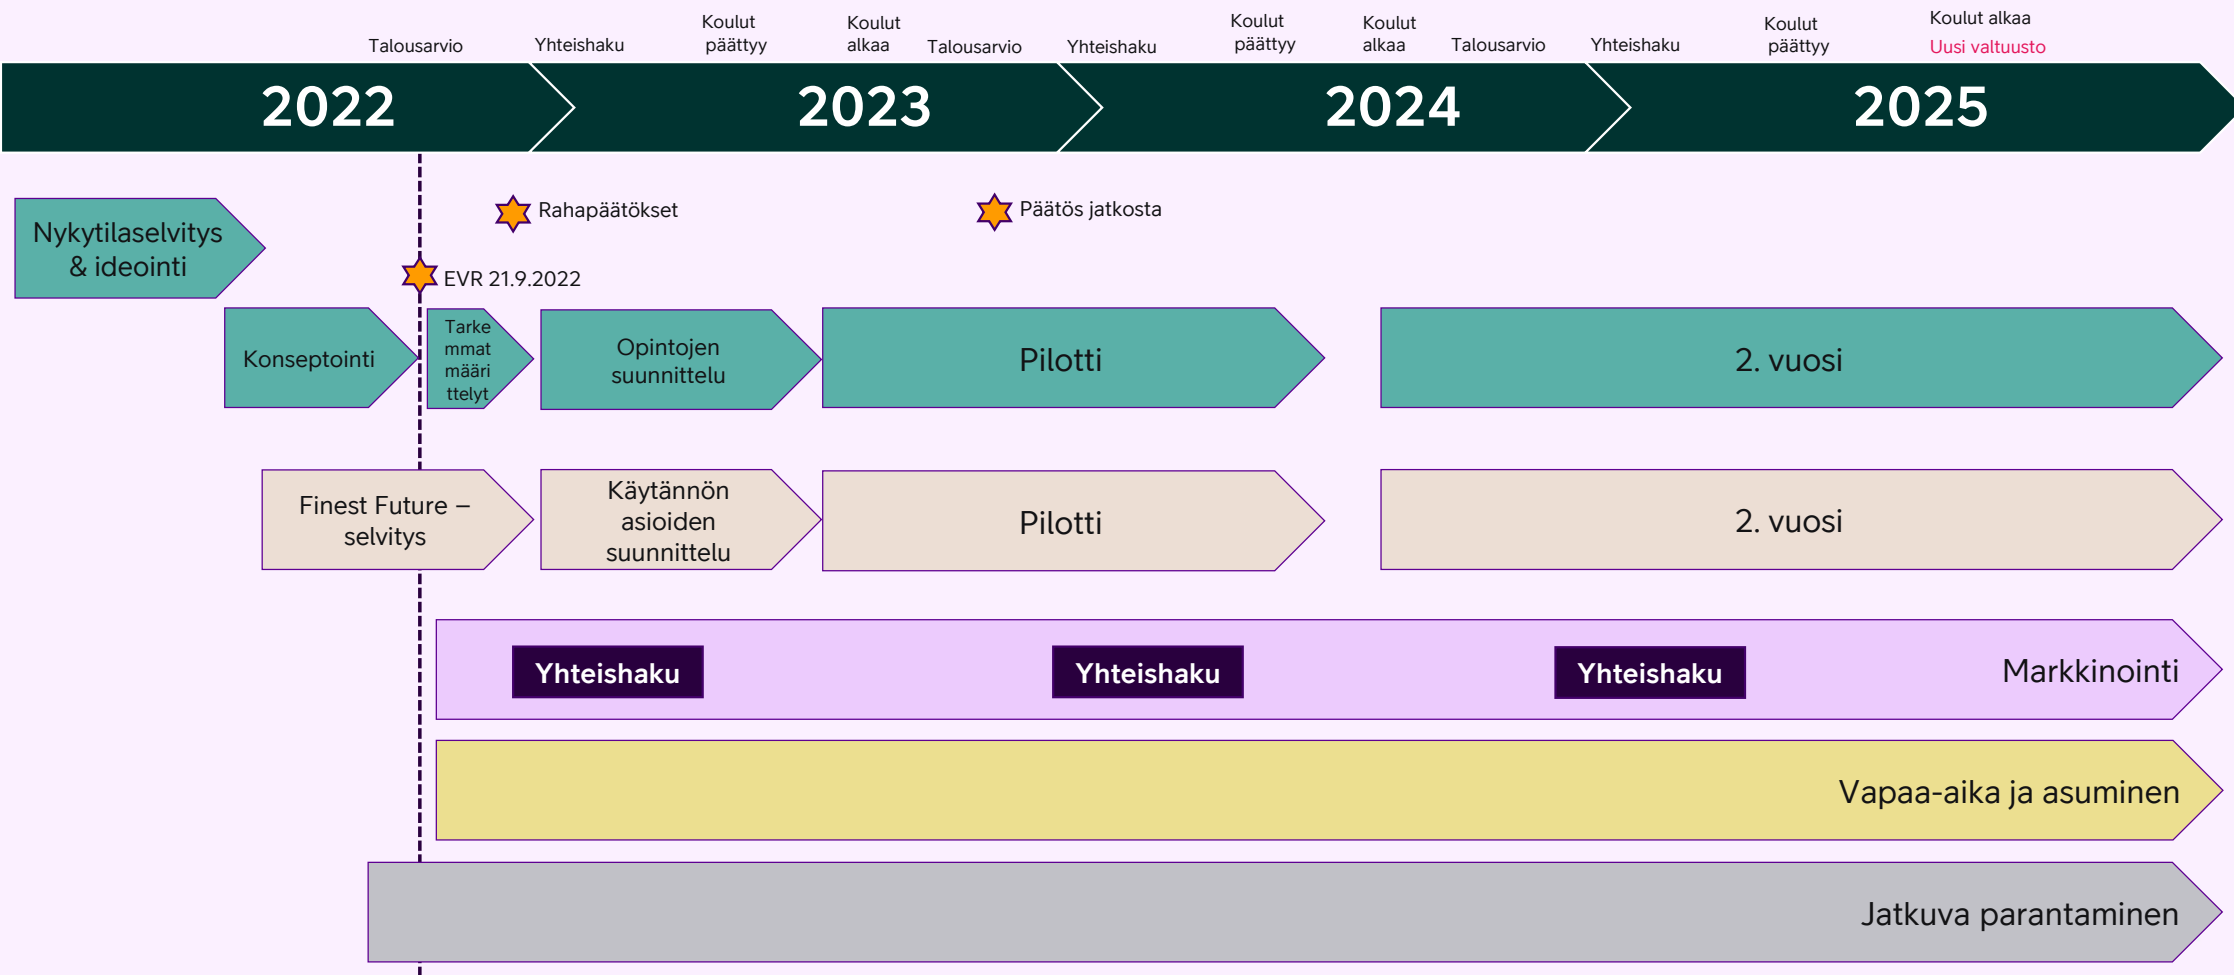 Talousarvio
Yhteishaku
Koulut
päättyy
Koulut
alkaa
Talousarvio
Yhteishaku
Koulut
päättyy
Koulut
alkaa
Talousarvio
Yhteishaku
Koulut
päättyy
Koulut alkaa
Uusi valtuusto
2022
2023
2024
2025
Nykytilaselvitys
& ideointi
Rahapäätökset
Päätös jatkosta
EVR 21.9.2022
Konseptointi
Tarke
mmat
määri
ttelyt
Opintojen
suunnittelu
Pilotti
2. vuosi
Finest Future –
selvitys
Käytännön
asioiden
suunnittelu
Pilotti
2. vuosi
Yhteishaku
Yhteishaku
Yhteishaku
Markkinointi
Vapaa-aika ja asuminen
Jatkuva parantaminen